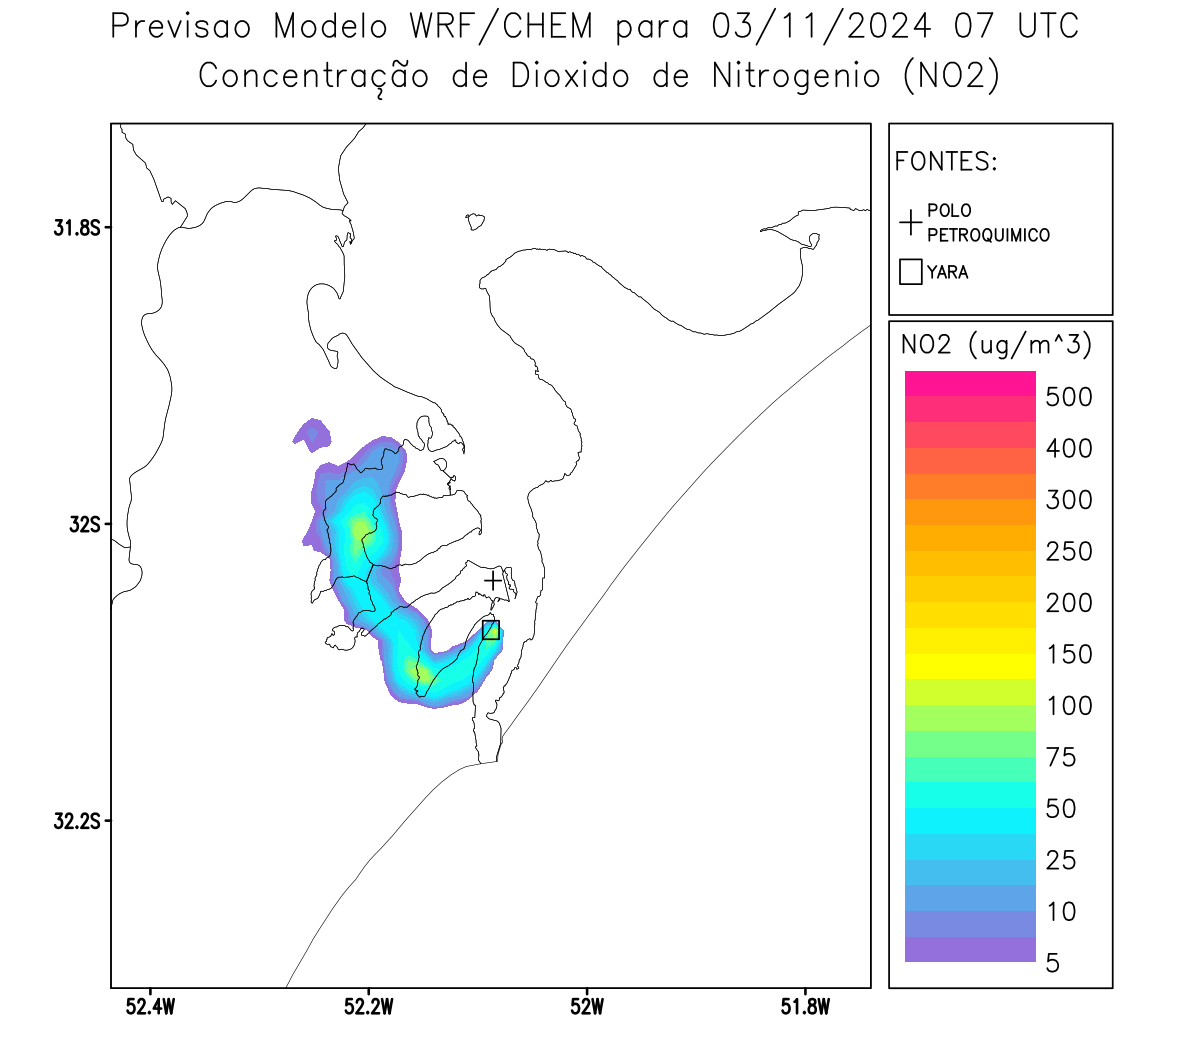 Previsao Modelo WRF/CHEM para 03/11/2024 07 UTC
Concentração de Dioxido de Nitrogenio (NO2)
FONTES:
POLO
PETROQUIMICO
YARA
31.8S
32S
32.2S
52.4W
52.2W
52W
51.8W
NO2 (ug/m^3)
500
400
300
250
200
150
100
75
50
25
10
5